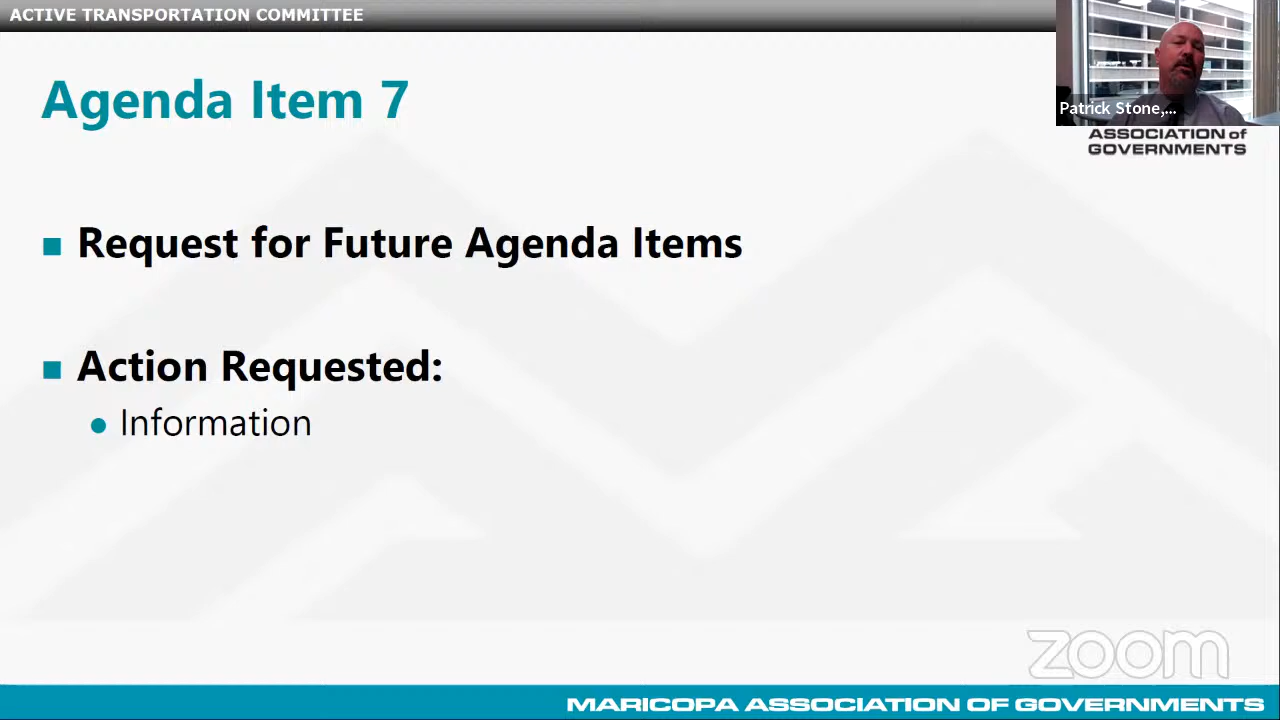 ACTIVE TRANSPORTATION COMMITTEE
Patrick Stone,...
ASSOCIATION of
GOVERNMENTS
Agenda Item 7
Request for Future Agenda Items
Action Requested:
Information
zoom
MARICOPA ASSOCIATION OF GOVERNMENTS